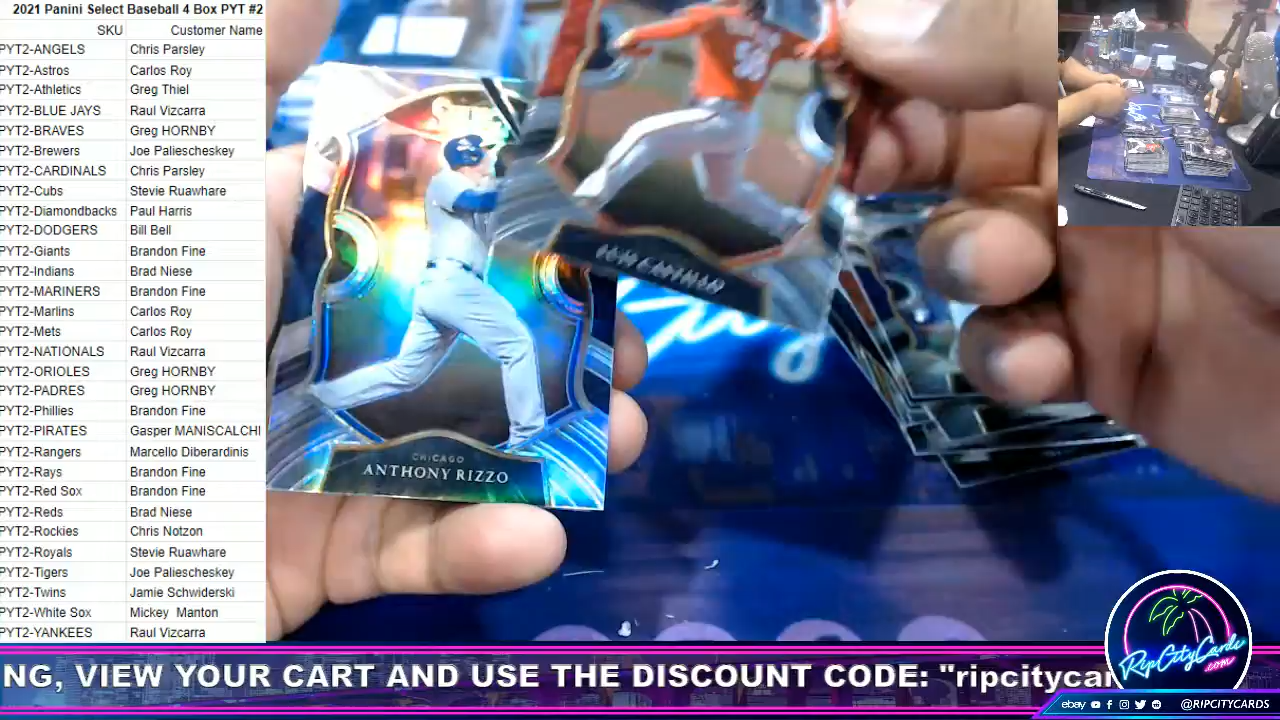 2021 Panini Select Baseball 4 Box PYT #2
SKU Customer Name
PYT2-ANGELS Chris Parsley
PYT2-Astros Carlos Roy
PYT2-Athletics Greg Thiel
PYT2-BLUE JAYS Raul Vizcarra
PYT2-BRAVES Greg HORNBY
PYT2-Brewers Joe Paliescheskey
PYT2-CARDINALS Chris Parsley
PYT2-Cubs Stevie Ruawhare
PYT2-Diamondbacks Paul Harris
PYT2-DODGERS Bill Bell
PYT2-Giants Brandon Fine
PYT2-Indians Brad Niese
PYT2-MARINERS Brandon Fine
PYT2-Marlins Carlos Roy
PYT2-Mets Carlos Roy
PYT2-NATIONALS Raul Vizcarra
PYT2-ORIOLES Greg HORNBY
PYT2-PADRES Greg HORNBY
PYT2-Phillies Brandon Fine
PYT2-PIRATES Gasper MANISCALCHI
PYT2-Rangers Marcello Diberardinis
PYT2-Rays Brandon Fine
PYT2-Red Sox Brandon Fine
PYT2-Reds Brad Niese
PYT2-Rockies Chris Notzon
PYT2-Royals Stevie Ruawhare
PYT2-Tigers Joe Paliescheskey
PYT2-Twins Jamie Schwiderski
PYT2-White Sox Mickey Manton
PYT2-YANKEES Raul Vizcarra
CHICAGO
ANTHONY RIZZO
NG, VIEW YOUR CART AND USE THE DISCOUNT CODE: "ripcitycar
RipCityCards
.com
ebay @RIPCITYCARDS